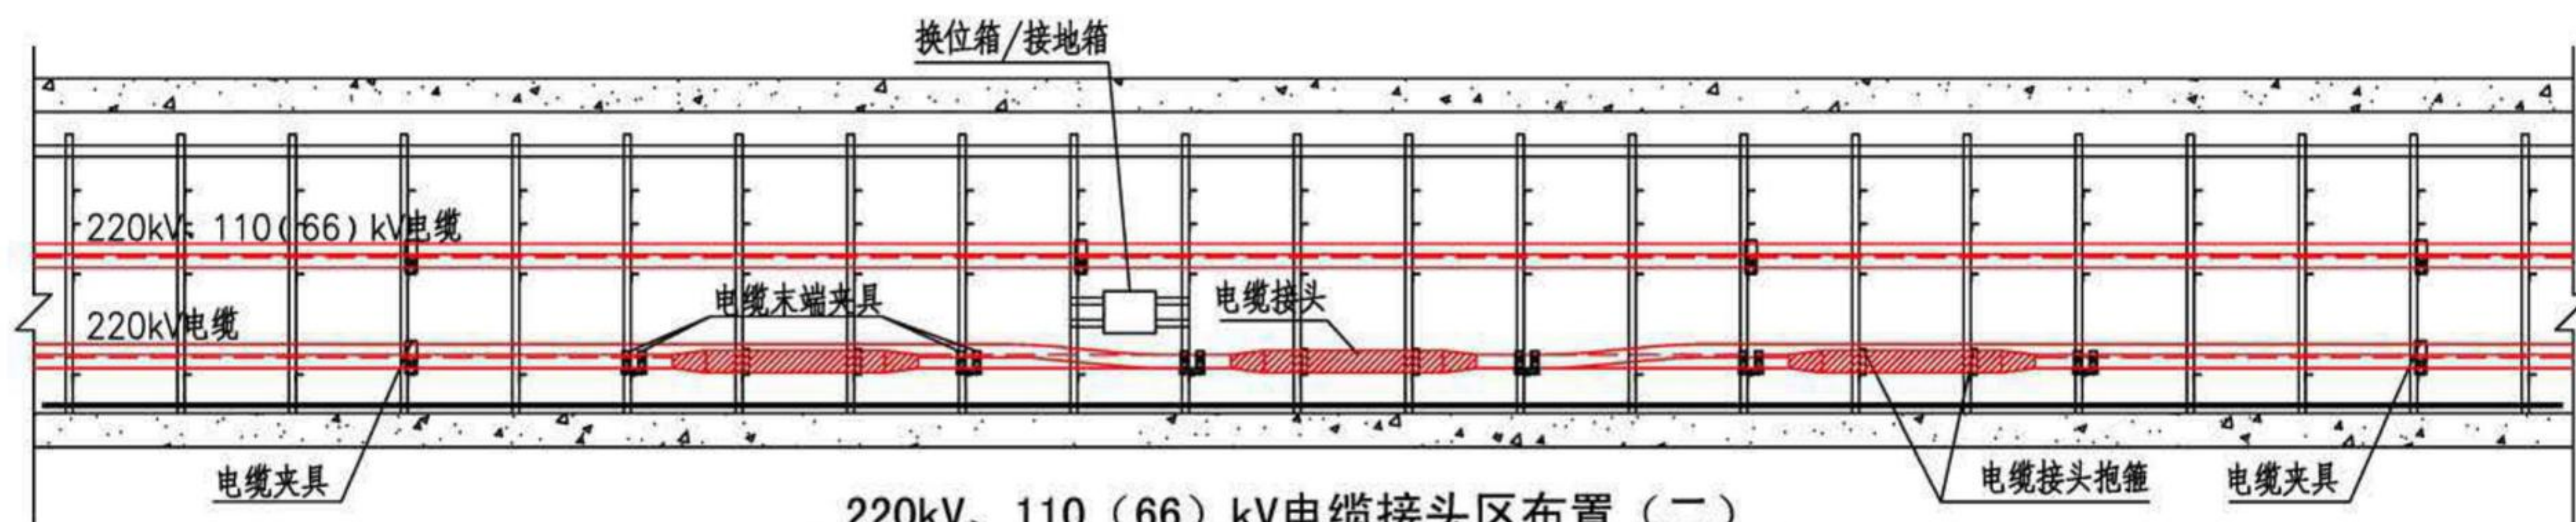 换位箱/接地箱
220kV、110(66)kV电缆
电缆末端夹具
电缆接头
220kV电缆
电缆夹具
电缆接头抱箍
电缆夹具
220kV、110（66）kV电缆接头区布置（二）